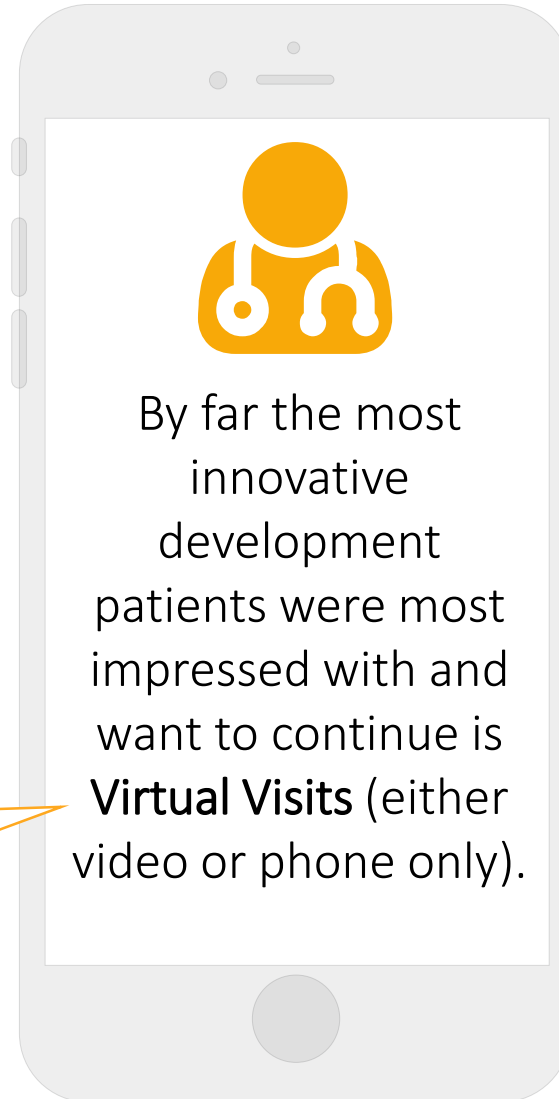 By far the most
innovative
development
patients were most
impressed with and
want to continue is
Virtual Visits (either
video or phone only).